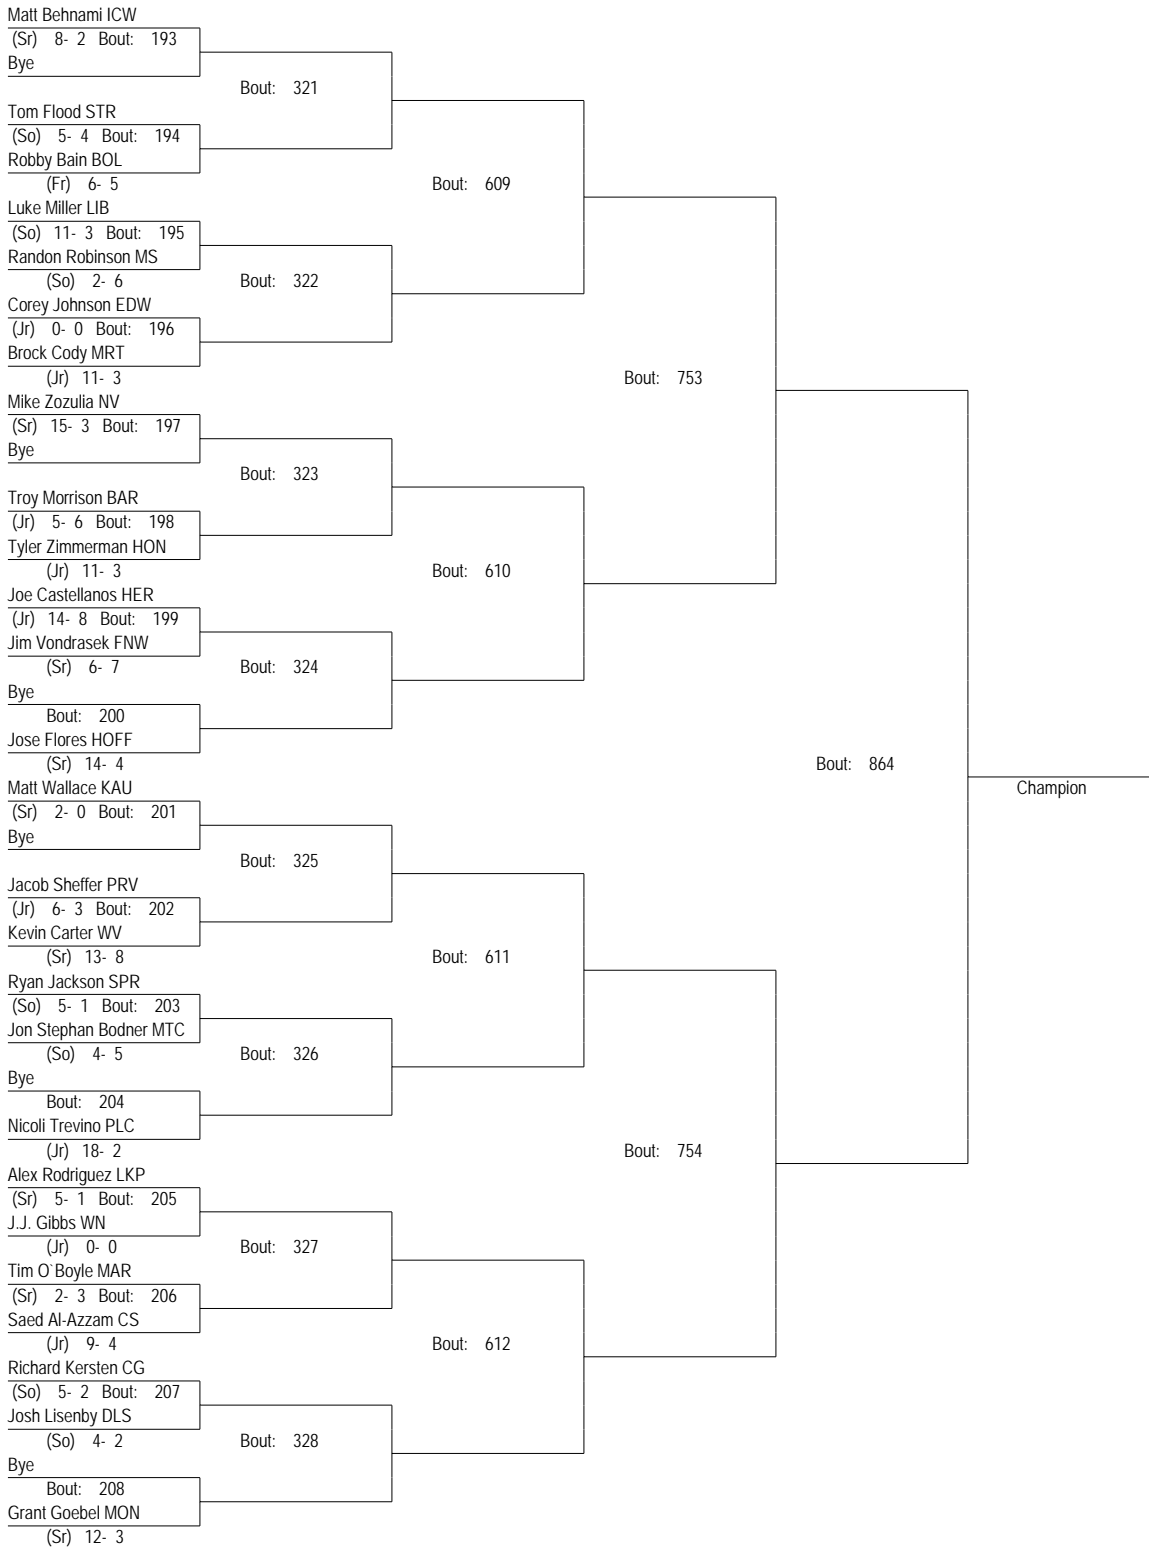 Matt Behnami ICW
(Sr) 8- 2 Bout: 193
Bye
Bout: 321
Tom Flood STR
(So) 5- 4 Bout: 194
Robby Bain BOL
(Fr) 6- 5
Bout: 609
Luke Miller LIB
(So) 11- 3 Bout: 195
Randon Robinson MS
(So) 2- 6
Bout: 322
Corey Johnson EDW
(Jr) 0- 0 Bout: 196
Brock Cody MRT
(Jr) 11- 3
Bout: 753
Mike Zozulia NV
(Sr) 15- 3 Bout: 197
Bye
Bout: 323
Troy Morrison BAR
(Jr) 5- 6 Bout: 198
Tyler Zimmerman HON
(Jr) 11- 3
Bout: 610
Joe Castellanos HER
(Jr) 14- 8 Bout: 199
Jim Vondrasek FNW
(Sr) 6- 7
Bout: 324
Bye
Bout: 200
Jose Flores HOFF
(Sr) 14- 4
Bout: 864
Champion
Matt Wallace KAU
(Sr) 2- 0 Bout: 201
Bye
Bout: 325
Jacob Sheffer PRV
(Jr) 6- 3 Bout: 202
Kevin Carter WV
(Sr) 13- 8
Bout: 611
Ryan Jackson SPR
(So) 5- 1 Bout: 203
Jon Stephan Bodner MTC
(So) 4- 5
Bout: 326
Bye
Bout: 204
Nicoli Trevino PLC
(Jr) 18- 2
Bout: 754
Alex Rodriguez LKP
(Sr) 5- 1 Bout: 205
J.J. Gibbs WN
(Jr) 0- 0
Bout: 327
Tim O`Boyle MAR
(Sr) 2- 3 Bout: 206
Saed Al-Azzam CS
(Jr) 9- 4
Bout: 612
Richard Kersten CG
(So) 5- 2 Bout: 207
Josh Lisenby DLS
(So) 4- 2
Bout: 328
Bye
Bout: 208
Grant Goebel MON
(Sr) 12- 3